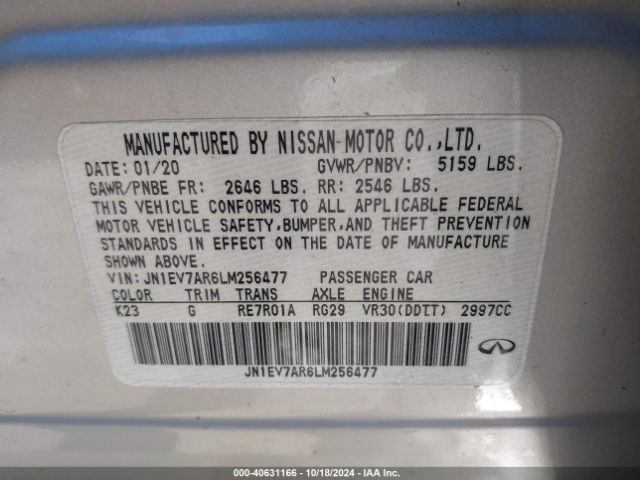 MANUFACTURED BY NISSAN MOTOR CO.,LTD.
DATE: 01/20 GVWR/PNBV: 5159 LBS.
GAWR/PNBE FR: 2646 LBS. RR: 2546 LBS.
THIS VEHICLE CONFORMS TO ALL APPLICABLE FEDERAL
MOTOR VEHICLE SAFETY,BUMPER,AND THEFT PREVENTION
STANDARDS IN EFFECT ON THE DATE OF MANUFACTURE
SHOWN ABOVE.
VIN:JN1EV7AR6LM256477 PASSENGER CAR
COLOR TRIM TRANS AXLE ENGINE
K23 G RE7R01A RG29 VR30(DDTT) 2997CC
JN1EV7AR6LM256477
000-40631166 - 10/18/2024 - IAA Inc.